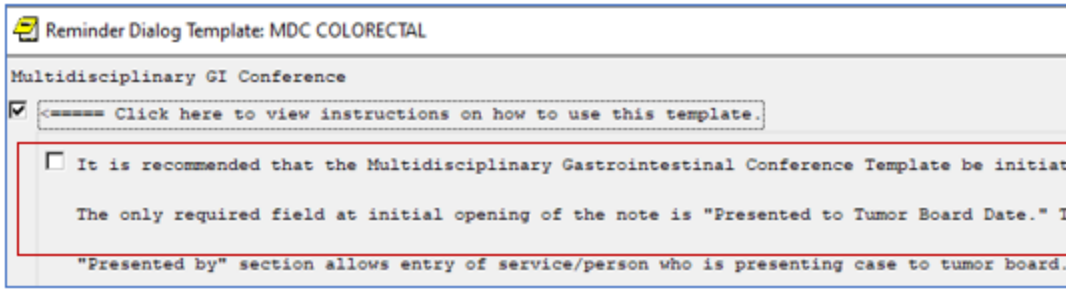 Reminder Dialog Template: MDC COLORECTAL
Multidisciplinary GI Conference
<===== Click here to view instructions on how to use this template.
It is recommended that the Multidisciplinary Gastrointestinal Conference Template be initiat
The only required field at initial opening of the note is "Presented to Tumor Board Date." T
"Presented by" section allows entry of service/person who is presenting case to tumor board.